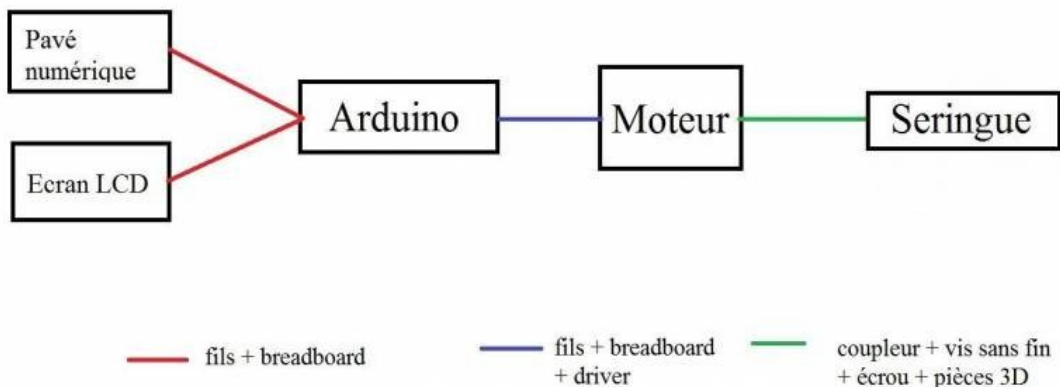 Pavé
numérique
Ecran LCD
Arduino
Moteur
Seringue
fils + breadboard
fils + breadboard
+ driver
coupleur + vis sans fin
+ écrou + pièces 3D